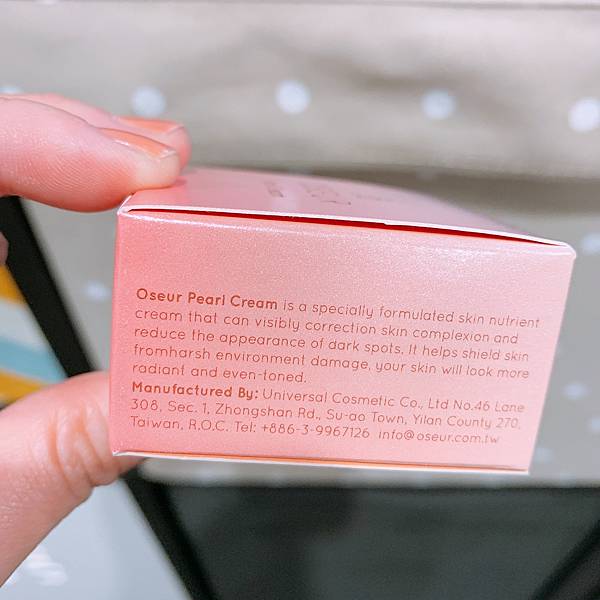 Oseur Pearl Cream is a specially formulated skin nutrient
cream that can visibly correction skin complexion and
reduce the appearance of dark spots. It helps shield skin
fromharsh environment damage, your skin will look more
radiant and even-toned.
Manufactured By: Universal Cosmetic Co., Ltd No.46 Lane
308, Sec. 1, Zhongshan Rd., Su-ao Town, Yilan County 270,
Taiwan, R.O.C. Tel: +886-3-9967126 info@oseur.com.tw